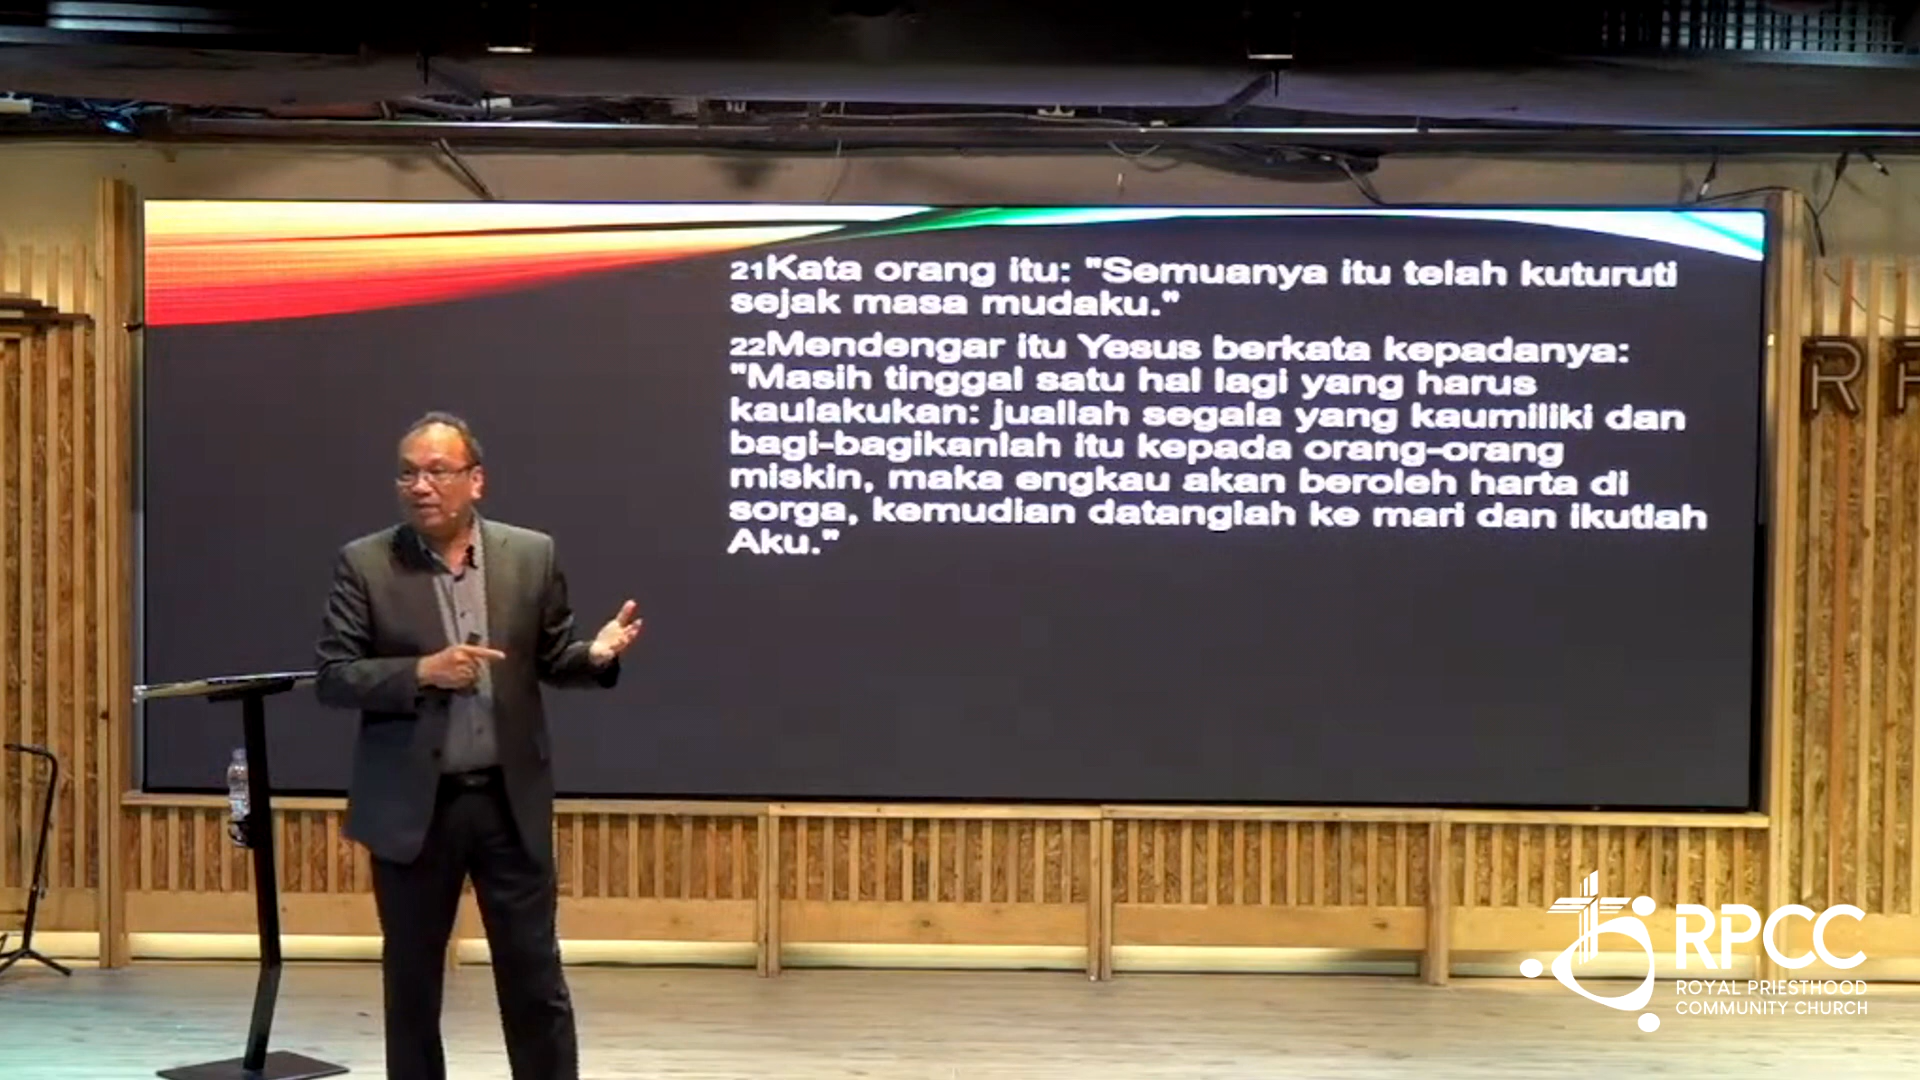 21Kata orang itu: "Semuanya itu telah kuturuti
sejak masa mudaku."
22Mendengar itu Yesus berkata kepadanya:
"Masih tinggal satu hal lagi yang harus
kaulakukan: juallah segala yang kaumiliki dan
bagi-bagikanlah itu kepada orang-orang
miskin, maka engkau akan beroleh harta di
sorga, kemudian datanglah ke mari dan ikutlah
Aku."
R P
RPCC
ROYAL PRIESTHOOD
COMMUNITY CHURCH